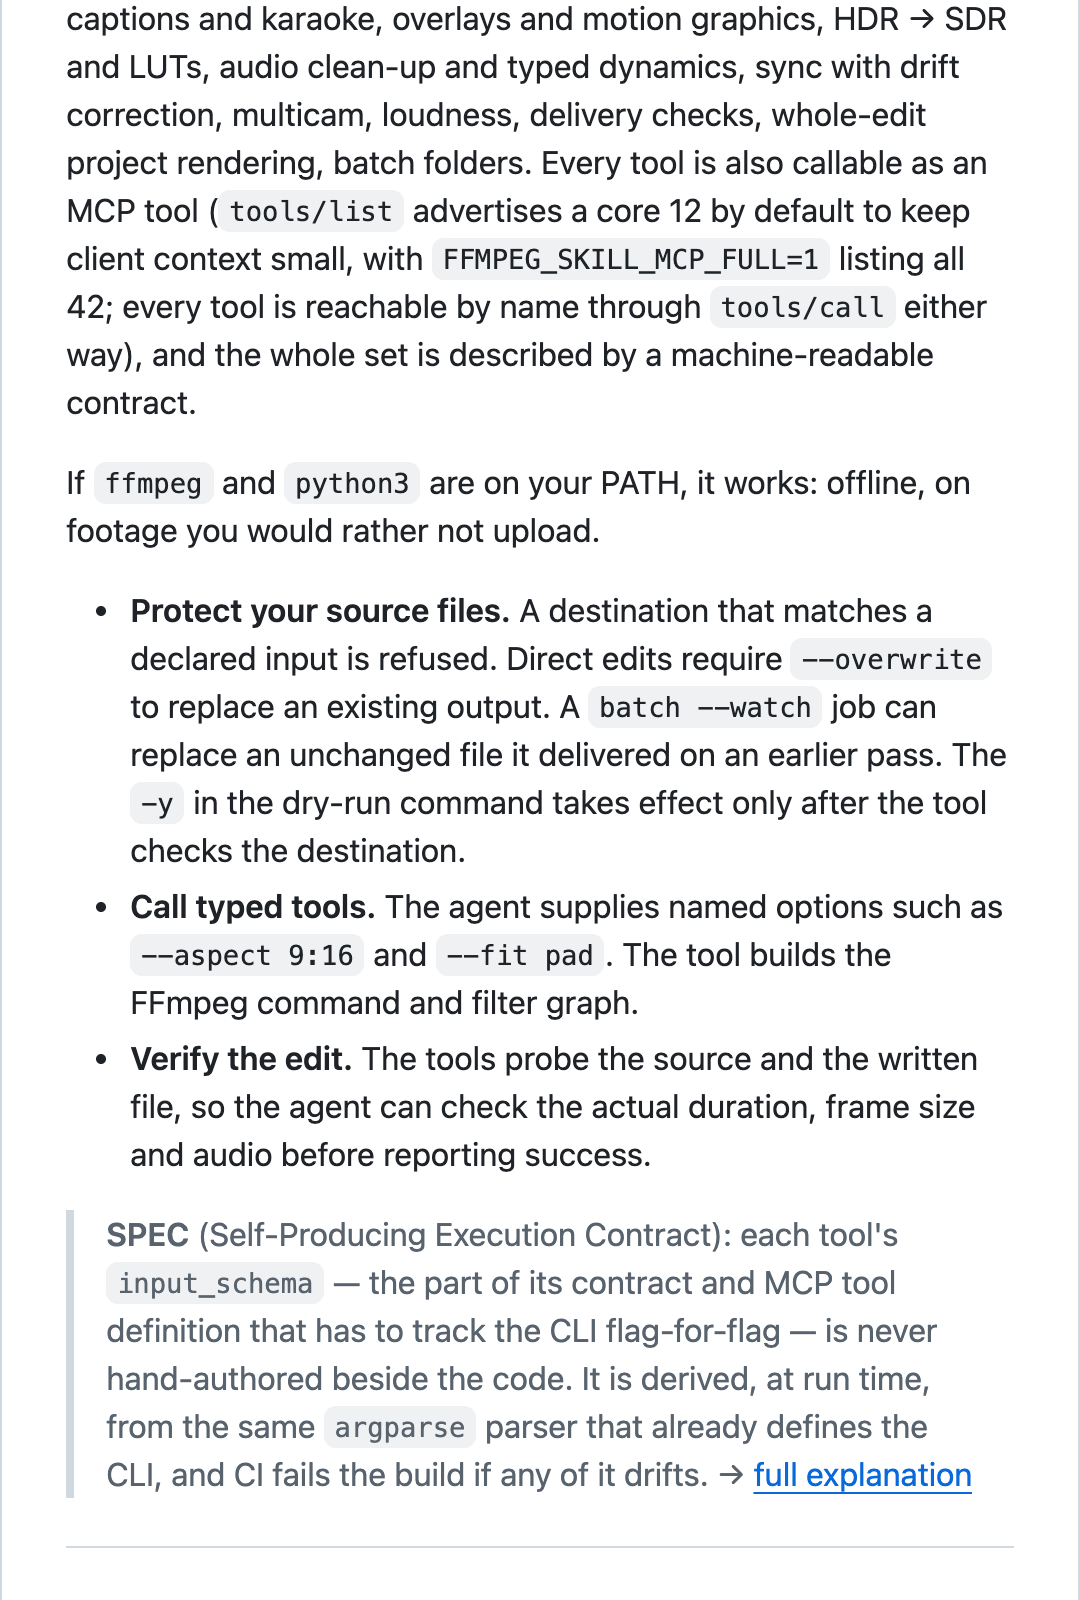 captions and karaoke, overlays and motion graphics, HDR → SDR
and LUTs, audio clean-up and typed dynamics, sync with drift
correction, multicam, loudness, delivery checks, whole-edit
project rendering, batch folders. Every tool is also callable as an
MCP tool (tools/list advertises a core 12 by default to keep
client context small, with FFMPEG_SKILL_MCP_FULL=1 listing all
42; every tool is reachable by name through tools/call either
way), and the whole set is described by a machine-readable
contract.
If ffmpeg and python3 are on your PATH, it works: offline, on
footage you would rather not upload.
• Protect your source files. A destination that matches a
declared input is refused. Direct edits require --overwrite
to replace an existing output. A batch --watch job can
replace an unchanged file it delivered on an earlier pass. The
-y in the dry-run command takes effect only after the tool
checks the destination.
• Call typed tools. The agent supplies named options such as
--aspect 9:16 and --fit pad. The tool builds the
FFmpeg command and filter graph.
• Verify the edit. The tools probe the source and the written
file, so the agent can check the actual duration, frame size
and audio before reporting success.
SPEC (Self-Producing Execution Contract): each tool's
input_schema — the part of its contract and MCP tool
definition that has to track the CLI flag-for-flag — is never
hand-authored beside the code. It is derived, at run time,
from the same argparse parser that already defines the
CLI, and CI fails the build if any of it drifts. → full explanation